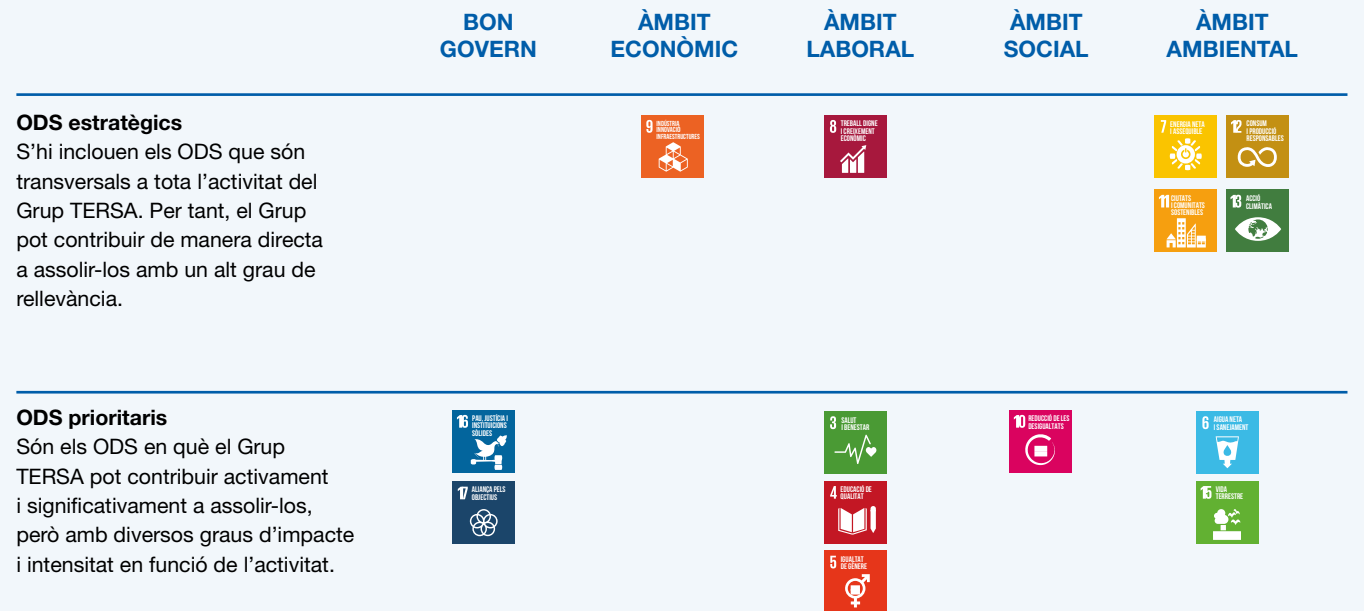 BON
GOVERN
ÀMBIT
ECONÒMIC
ÀMBIT
LABORAL
ÀMBIT
SOCIAL
ÀMBIT
AMBIENTAL
ODS estratègics
S’hi inclouen els ODS que són
transversals a tota l’activitat del
Grup TERSA. Per tant, el Grup
pot contribuir de manera directa
a assolir-los amb un alt grau de
rellevància.
9 INDÚSTRIA,
INNOVACIÓ
INFRAESTRUCTURES
8 TREBALL DIGNE
I CREIXEMENT
ECONÒMIC
7 ENERGIA NETA
I ASSEQUIBLE
12 CONSUM
I PRODUCCIÓ
RESPONSABLES
11 CIUTATS
I COMUNITATS
SOSTENIBLES
13 ACCIÓ
CLIMÀTICA
ODS prioritaris
Són els ODS en què el Grup
TERSA pot contribuir activament
i significativament a assolir-los,
però amb diversos graus d’impacte
i intensitat en funció de l’activitat.
16 PAU, JUSTÍCIA I
INSTITUCIONS
SÒLIDES
17 ALIANÇA PELS
OBJECTIUS
3 SALUT
I BENESTAR
4 EDUCACIÓ DE
QUALITAT
5 IGUALTAT
DE GÈNERE
10 REDUCCIÓ DE LES
DESIGUALTATS
6 AIGUA NETA
I SANEJAMENT
15 VIDA
TERRESTRE